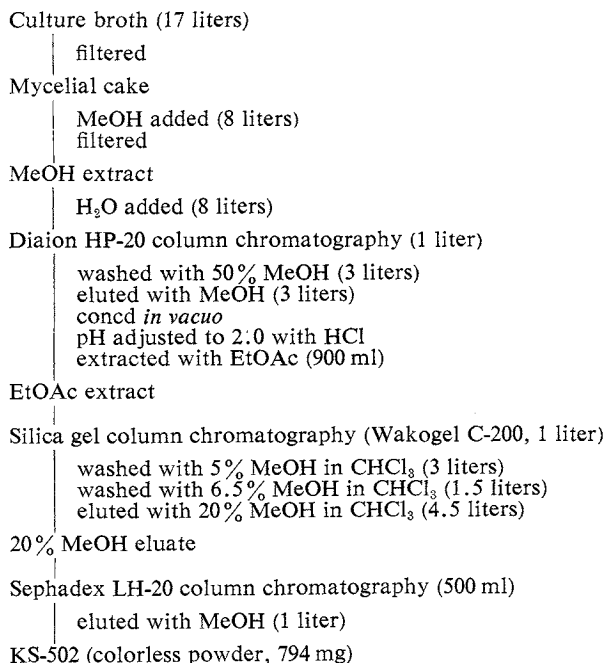 Culture broth (17 liters)
filtered
Mycelial cake
MeOH added (8 liters)
filtered
MeOH extract
H₂O added (8 liters)
Diaion HP-20 column chromatography (1 liter)
washed with 50% MeOH (3 liters)
eluted with MeOH (3 liters)
concd in vacuo
pH adjusted to 2.0 with HCl
extracted with EtOAc (900 ml)
EtOAc extract
Silica gel column chromatography (Wakogel C-200, 1 liter)
washed with 5% MeOH in CHCl₃ (3 liters)
washed with 6.5% MeOH in CHCl₃ (1.5 liters)
eluted with 20% MeOH in CHCl₃ (4.5 liters)
20% MeOH eluate
Sephadex LH-20 column chromatography (500 ml)
eluted with MeOH (1 liter)
KS-502 (colorless powder, 794 mg)